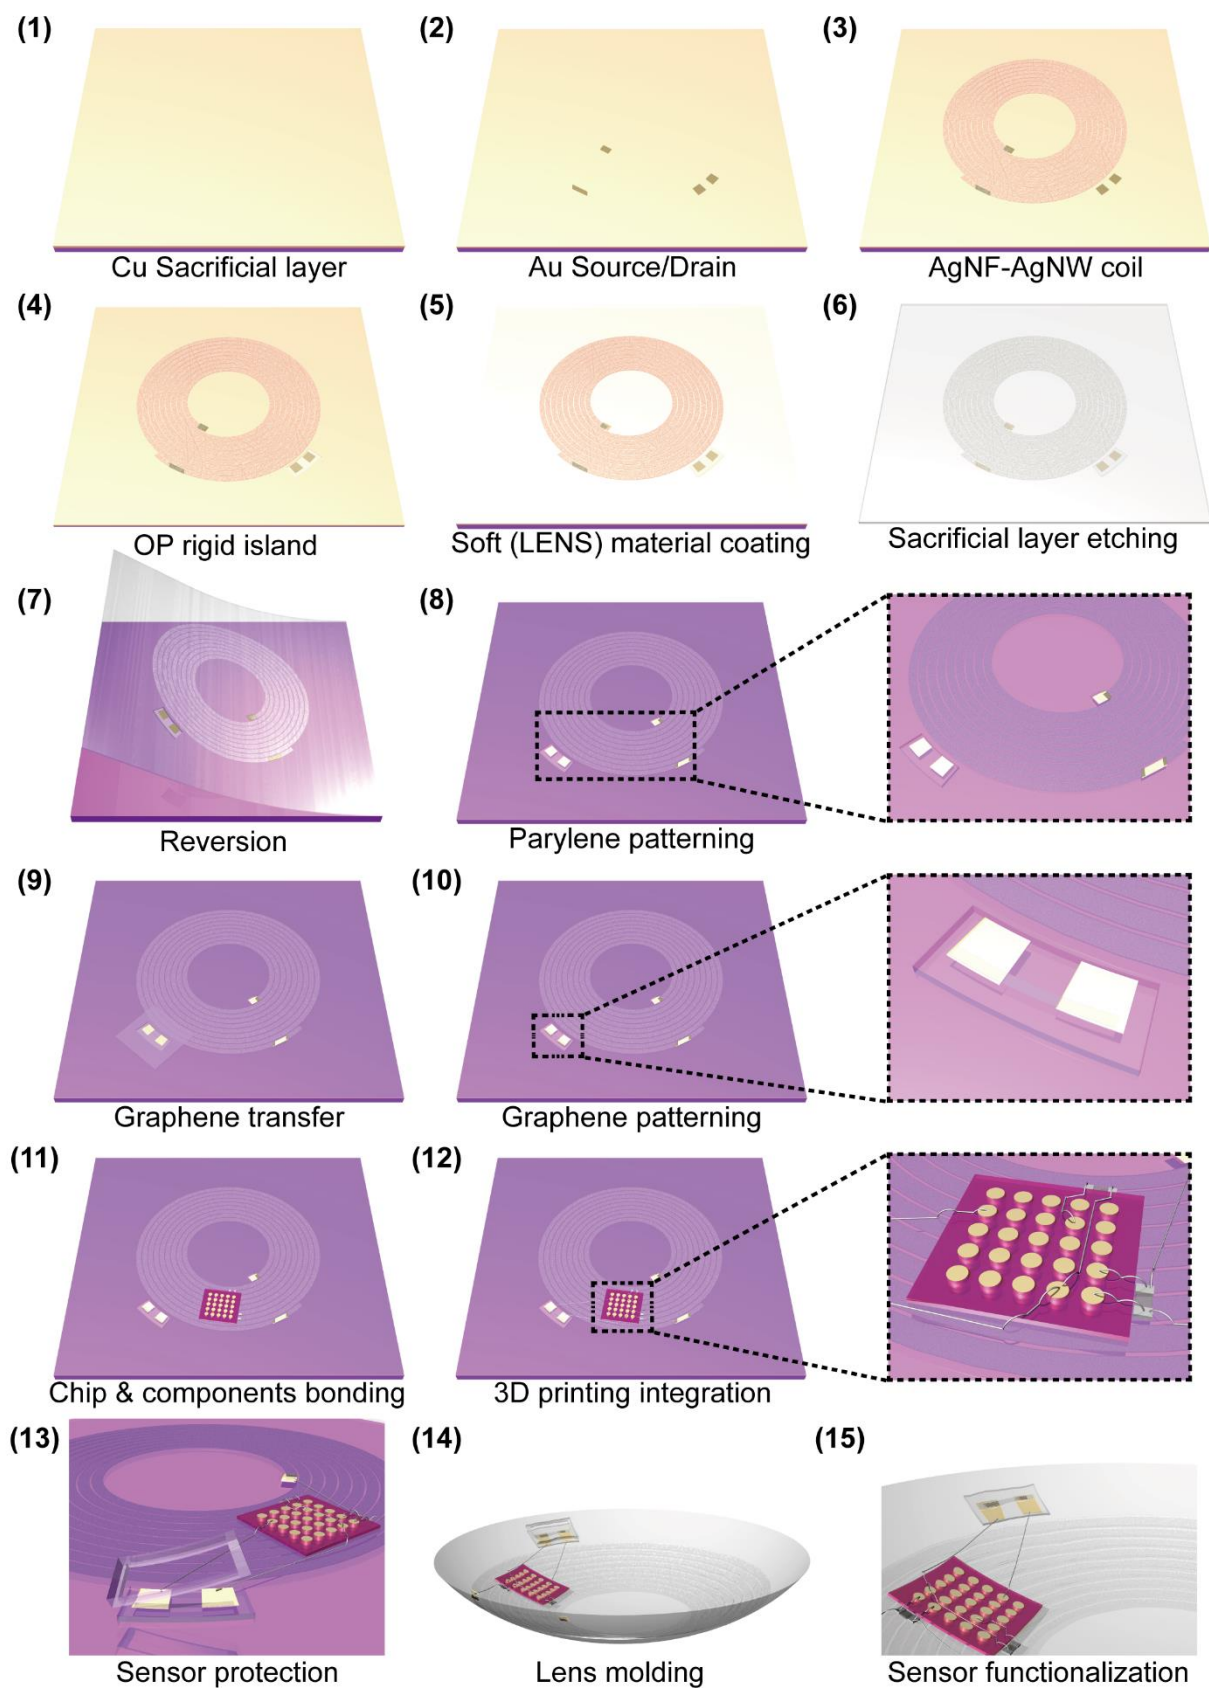 (1)
(2)
(3)
Cu Sacrificial layer
Au Source/Drain
AgNF-AgNW coil
(4)
(5)
(6)
OP rigid island
Soft (LENS) material coating
Sacrificial layer etching
(7)
(8)
Reversion
Parylene patterning
(9)
(10)
Graphene transfer
Graphene patterning
(11)
(12)
Chip & components bonding
3D printing integration
(13)
(14)
(15)
Sensor protection
Lens molding
Sensor functionalization